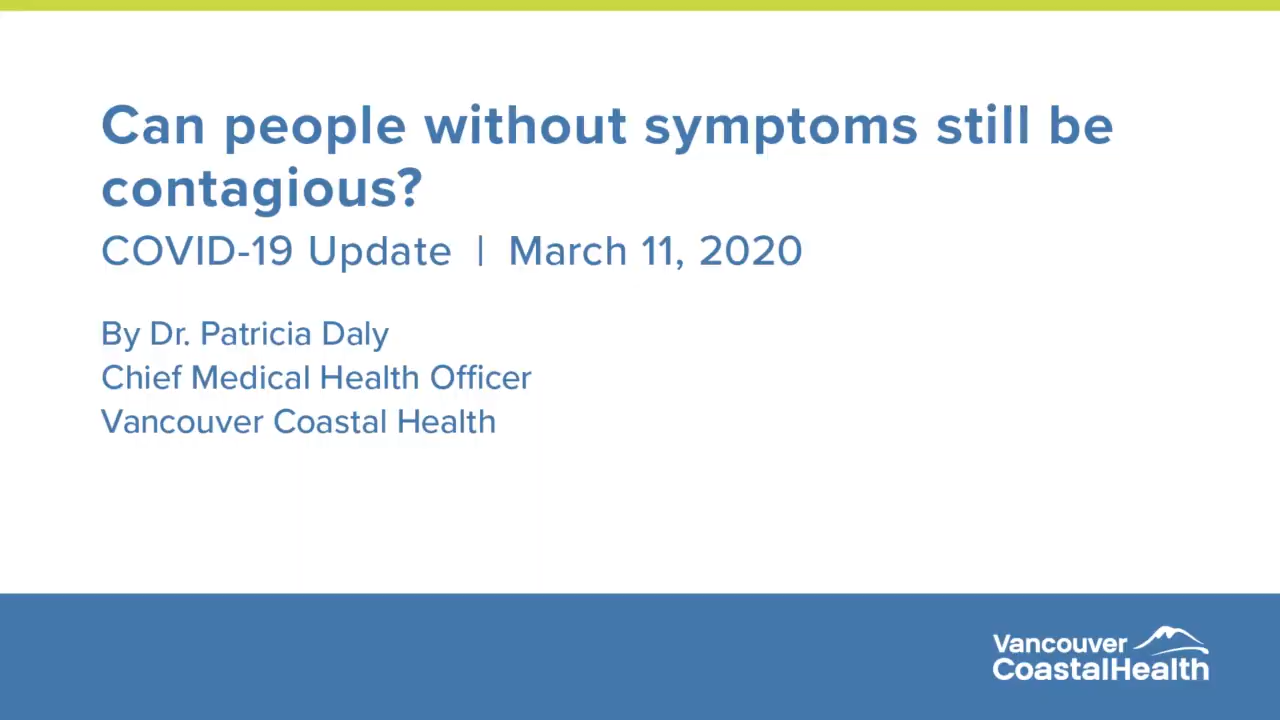 Can people without symptoms still be
contagious?
COVID-19 Update | March 11, 2020
By Dr. Patricia Daly
Chief Medical Health Officer
Vancouver Coastal Health
Vancouver
CoastalHealth